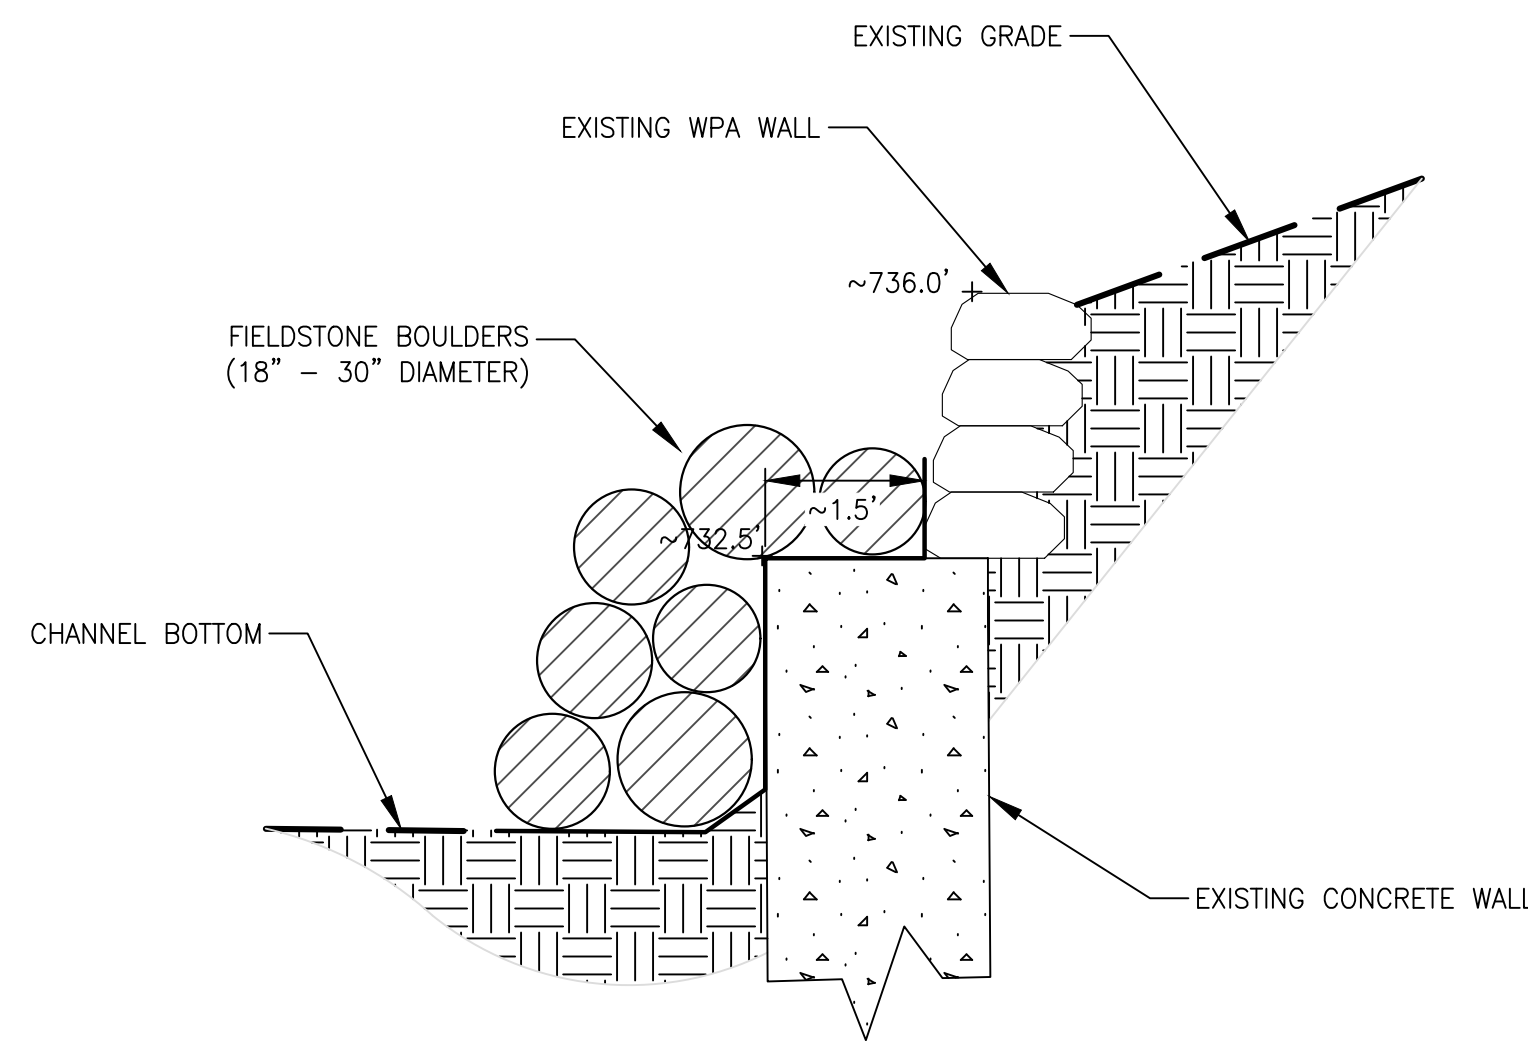 EXISTING GRADE
EXISTING WPA WALL
~736.0'
FIELDSTONE BOULDERS
(18" – 30" DIAMETER)
~1.5'
~732.5'
CHANNEL BOTTOM
EXISTING CONCRETE WALL